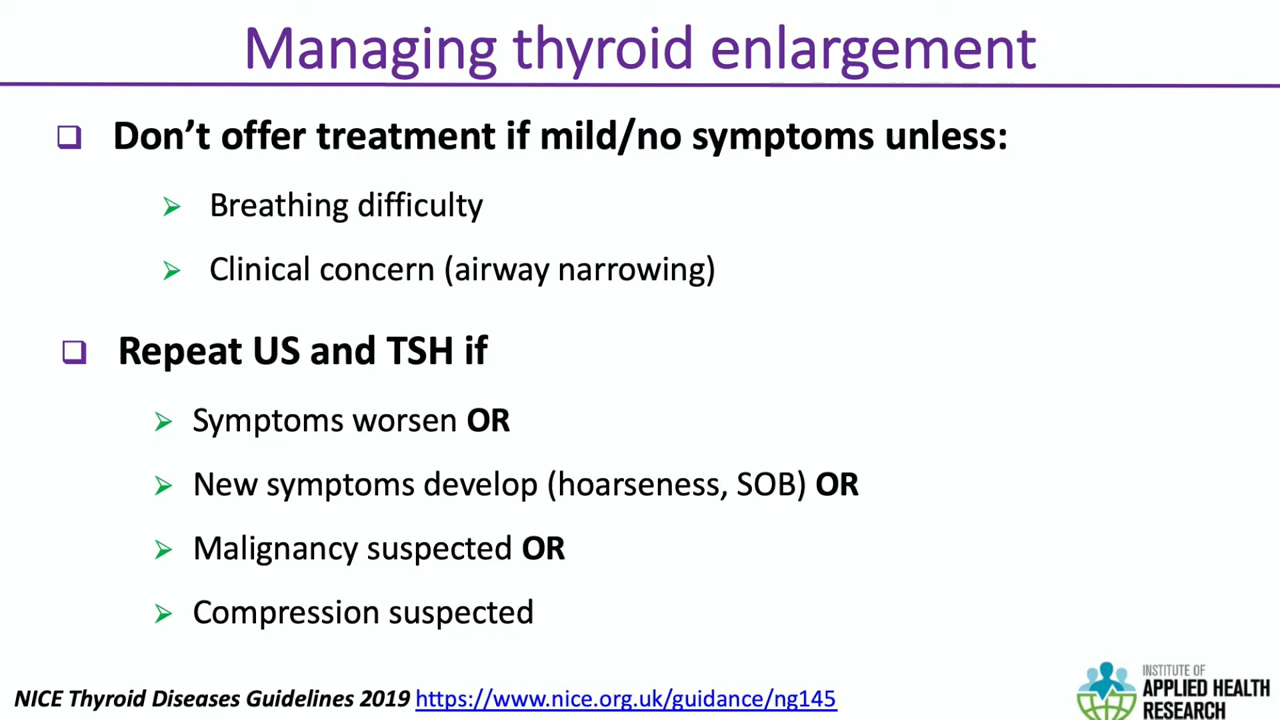 Managing thyroid enlargement
Don’t offer treatment if mild/no symptoms unless:
Breathing difficulty
Clinical concern (airway narrowing)
Repeat US and TSH if
Symptoms worsen OR
New symptoms develop (hoarseness, SOB) OR
Malignancy suspected OR
Compression suspected
NICE Thyroid Diseases Guidelines 2019 https://www.nice.org.uk/guidance/ng145
INSTITUTE OF
APPLIED HEALTH
RESEARCH